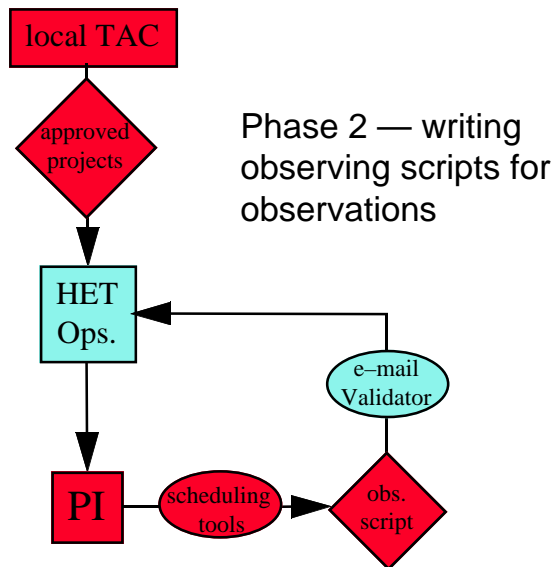 local TAC
approved
projects
Phase 2 — writing
observing scripts for
observations
HET
Ops.
e–mail
Validator
PI
scheduling
tools
obs.
script